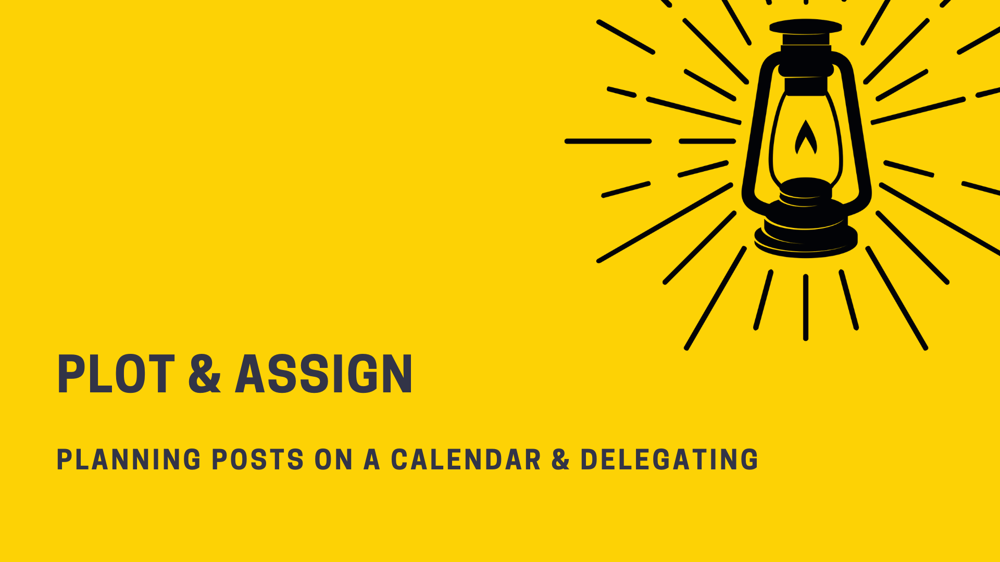 PLOT & ASSIGN
PLANNING POSTS ON A CALENDAR & DELEGATING